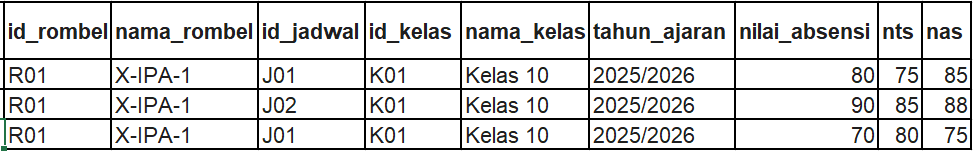 id_rombel nama_rombel id_jadwal id_kelas nama_kelas tahun_ajaran nilai_absensi nts nas
R01 X-IPA-1 J01 K01 Kelas 10 2025/2026 80 75 85
R01 X-IPA-1 J02 K01 Kelas 10 2025/2026 90 85 88
R01 X-IPA-1 J01 K01 Kelas 10 2025/2026 70 80 75